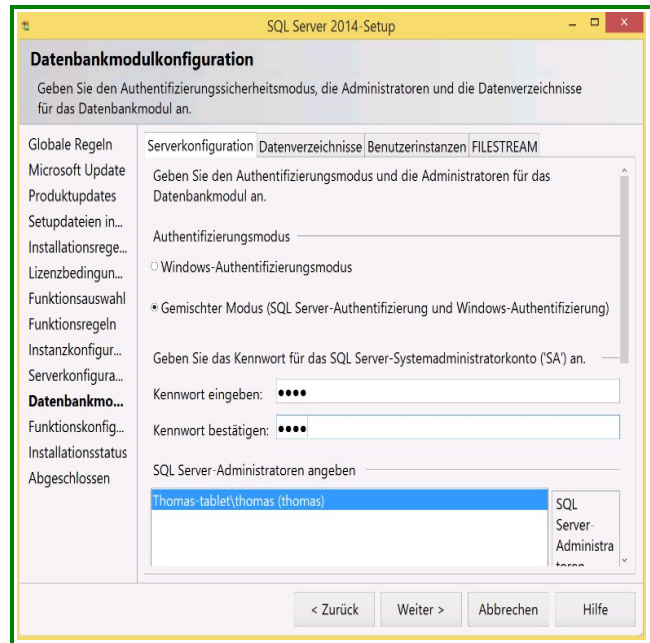 SQL Server 2014-Setup
Datenbankmodulkonfiguration
Geben Sie den Authentifizierungssicherheitsmodus, die Administratoren und die Datenverzeichnisse
für das Datenbankmodul an.
Globale Regeln
Microsoft Update
Produktupdates
Setupdateien in...
Installationsrege...
Lizenzbedingun...
Funktionsauswahl
Funktionsregeln
Instanzkonfigur...
Serverkonfigura...
Datenbankmo...
Funktionskonfig...
Installationsstatus
Abgeschlossen
Serverkonfiguration Datenverzeichnisse Benutzerinstanzen FILESTREAM
Geben Sie den Authentifizierungsmodus und die Administratoren für das
Datenbankmodul an.
Authentifizierungsmodus
Windows-Authentifizierungsmodus
Gemischter Modus (SQL Server-Authentifizierung und Windows-Authentifizierung)
Geben Sie das Kennwort für das SQL Server-Systemadministratorkonto ('SA') an.
Kennwort eingeben: ●●●●
Kennwort bestätigen: ●●●●
SQL Server-Administratoren angeben
Thomas-tablet\thomas (thomas)
SQL
Server-
Administra
toren
< Zurück Weiter > Abbrechen Hilfe